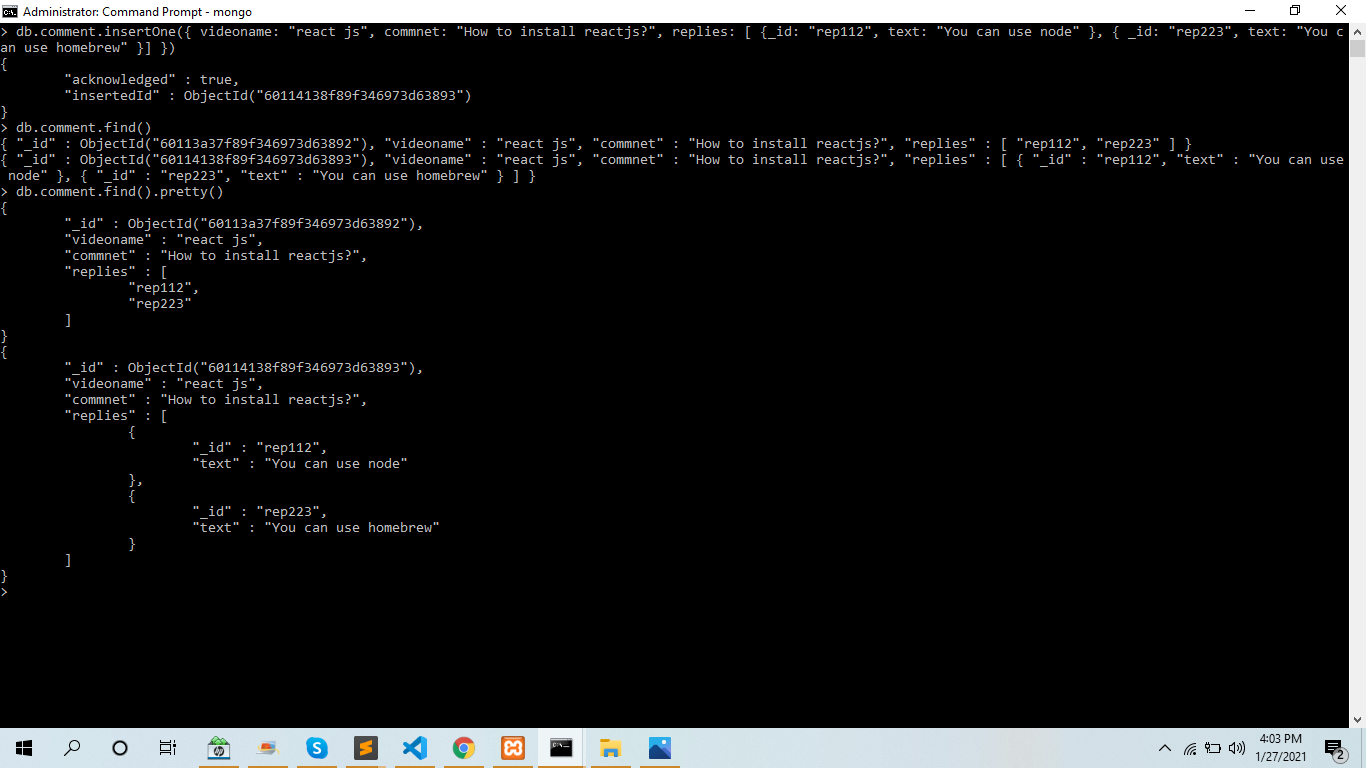 Administrator: Command Prompt - mongo
> db.comment.insertOne({ videoname: "react js", commnet: "How to install reactjs?", replies: [ {_id: "rep112", text: "You can use node" }, { _id: "rep223", text: "You c
an use homebrew" }] })
{
        "acknowledged" : true,
        "insertedId" : ObjectId("60114138f89f346973d63893")
}
> db.comment.find()
{ "_id" : ObjectId("60113a37f89f346973d63892"), "videoname" : "react js", "commnet" : "How to install reactjs?", "replies" : [ "rep112", "rep223" ] }
{ "_id" : ObjectId("60114138f89f346973d63893"), "videoname" : "react js", "commnet" : "How to install reactjs?", "replies" : [ { "_id" : "rep112", "text" : "You can use
 node" }, { "_id" : "rep223", "text" : "You can use homebrew" } ] }
> db.comment.find().pretty()
{
        "_id" : ObjectId("60113a37f89f346973d63892"),
        "videoname" : "react js",
        "commnet" : "How to install reactjs?",
        "replies" : [
                "rep112",
                "rep223"
        ]
}
{
        "_id" : ObjectId("60114138f89f346973d63893"),
        "videoname" : "react js",
        "commnet" : "How to install reactjs?",
        "replies" : [
                {
                        "_id" : "rep112",
                        "text" : "You can use node"
                },
                {
                        "_id" : "rep223",
                        "text" : "You can use homebrew"
                }
        ]
}
>
4:03 PM
1/27/2021
2